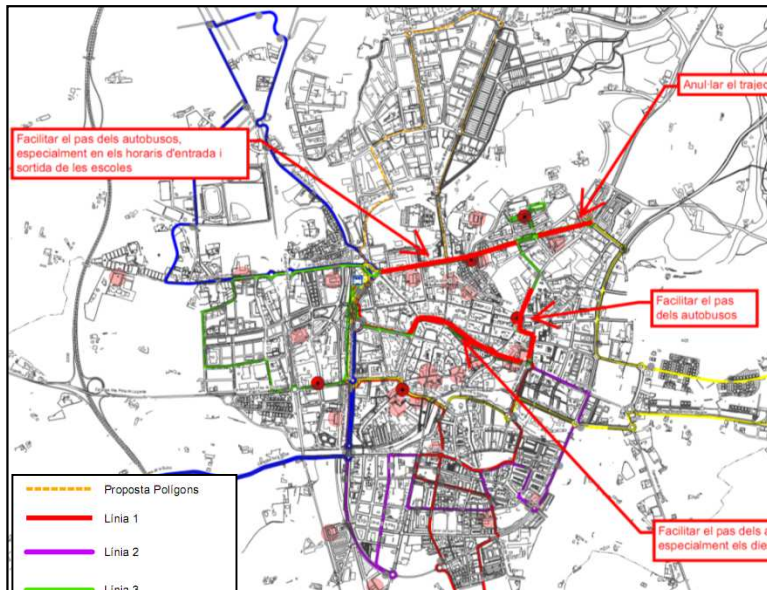 Anul·lar el trajec
Facilitar el pas dels autobusos,
especialment en els horaris d'entrada i
sortida de les escoles
Facilitar el pas
dels autobusos
Facilitar el pas dels a
especialment els die
Proposta Polígons
Línia 1
Línia 2
Línia 3